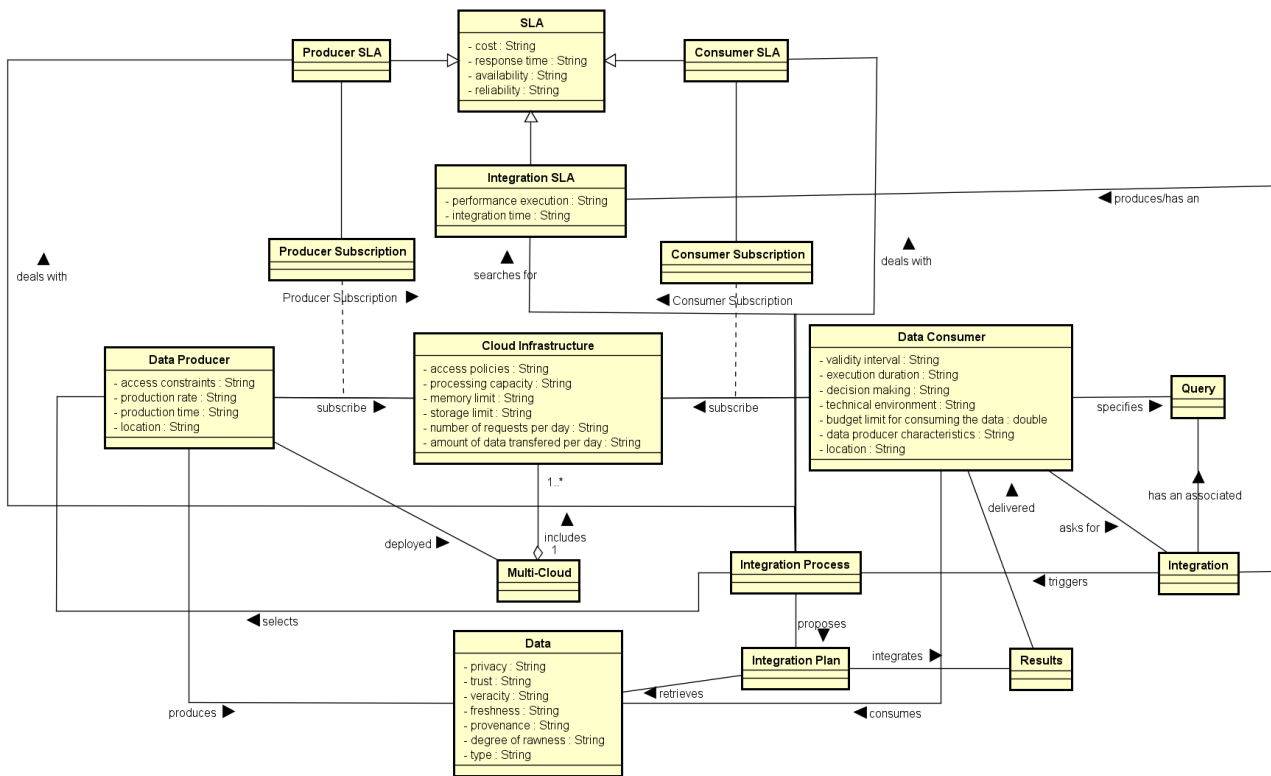 SLA
- cost : String
- response time : String
- availability : String
- reliability : String
Producer SLA
Consumer SLA
Integration SLA
- performance execution : String
- integration time : String
produces/has an
Producer Subscription
Consumer Subscription
deals with
searches for
deals with
Producer Subscription
Consumer Subscription
Data Producer
- access constraints : String
- production rate : String
- production time : String
- location : String
Cloud Infrastructure
- access policies : String
- processing capacity : String
- memory limit : String
- storage limit : String
- number of requests per day : String
- amount of data transfered per day : String
Data Consumer
- validity interval : String
- execution duration : String
- decision making : String
- technical environment : String
- budget limit for consuming the data : double
- data producer characteristics : String
- location : String
Query
subscribe
subscribe
specifies
1..*
has an associated
delivered
asks for
deployed
includes
1
Multi-Cloud
Integration Process
Integration
triggers
selects
proposes
Data
- privacy : String
- trust : String
- veracity : String
- freshness : String
- provenance : String
- degree of rawness : String
- type : String
Integration Plan
integrates
Results
retrieves
produces
consumes